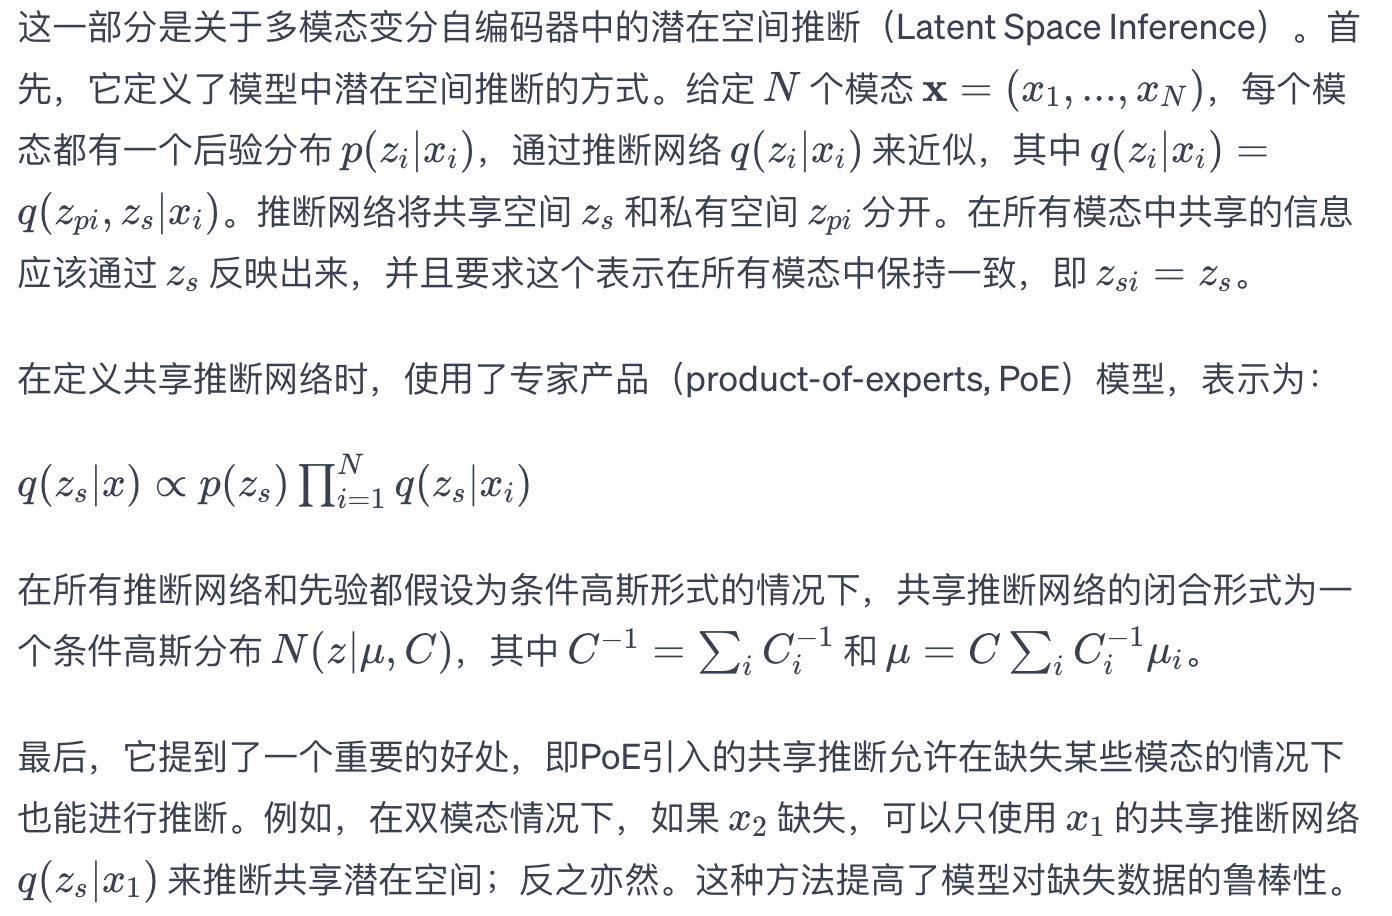 这一部分是关于多模态变分自编码器中的潜在空间推断（Latent Space Inference）。首
先，它定义了模型中潜在空间推断的方式。给定 N 个模态 x = (x₁, ..., x_N)，每个模
态都有一个后验分布 p(z_i|x_i)，通过推断网络 q(z_i|x_i) 来近似，其中 q(z_i|x_i) =
q(z_{pi}, z_s|x_i)。推断网络将共享空间 z_s 和私有空间 z_{pi} 分开。在所有模态中共享的信息
应该通过 z_s 反映出来，并且要求这个表示在所有模态中保持一致，即 z_{si} = z_s。
在定义共享推断网络时，使用了专家产品（product-of-experts, PoE）模型，表示为：
q(z_s|x) ∝ p(z_s) ∏_{i=1}^{N} q(z_s|x_i)
在所有推断网络和先验都假设为条件高斯形式的情况下，共享推断网络的闭合形式为一
个条件高斯分布 N(z|μ, C)，其中 C^{-1} = ∑_i C_i^{-1} 和 μ = C ∑_i C_i^{-1} μ_i。
最后，它提到了一个重要的好处，即PoE引入的共享推断允许在缺失某些模态的情况下
也能进行推断。例如，在双模态情况下，如果 x₂ 缺失，可以只使用 x₁ 的共享推断网络
q(z_s|x₁) 来推断共享潜在空间；反之亦然。这种方法提高了模型对缺失数据的鲁棒性。